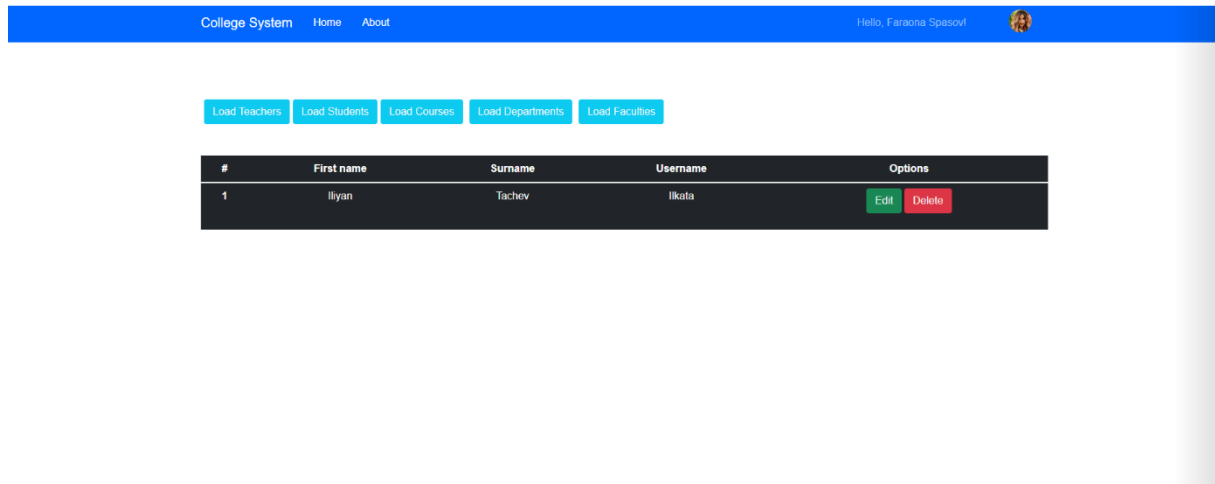 College System Home About Hello, Faraona Spasov!
Load Teachers Load Students Load Courses Load Departments Load Faculties
# First name Surname Username Options
1 Iliyan Tachev Ilkata Edit Delete